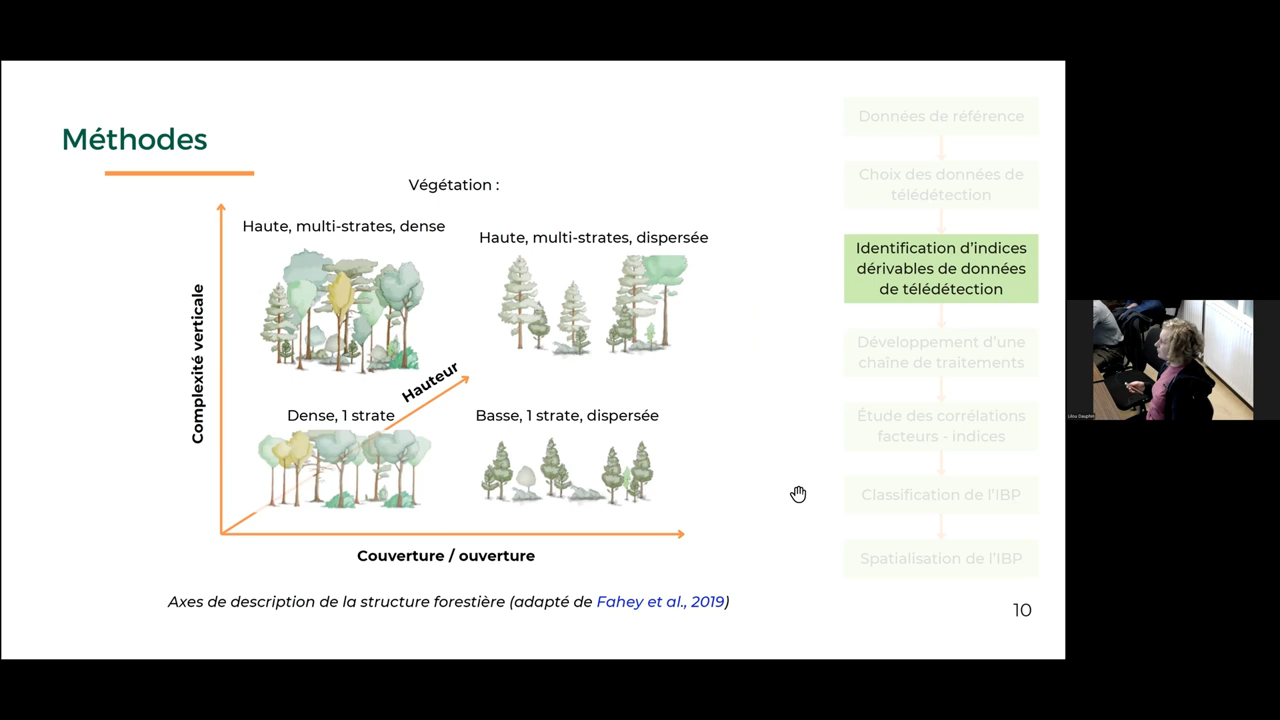 Méthodes
Végétation :
Haute, multi-strates, dense
Haute, multi-strates, dispersée
Complexité verticale
Hauteur
Dense, 1 strate
Basse, 1 strate, dispersée
Couverture / ouverture
Axes de description de la structure forestière (adapté de Fahey et al., 2019)
Données de référence
Choix des données de
télédétection
Identification d'indices
dérivables de données
de télédétection
Développement d'une
chaîne de traitements
Étude des corrélations
facteurs - indices
Classification de l'IBP
Spatialisation de l'IBP
10
Lilou Dauphin